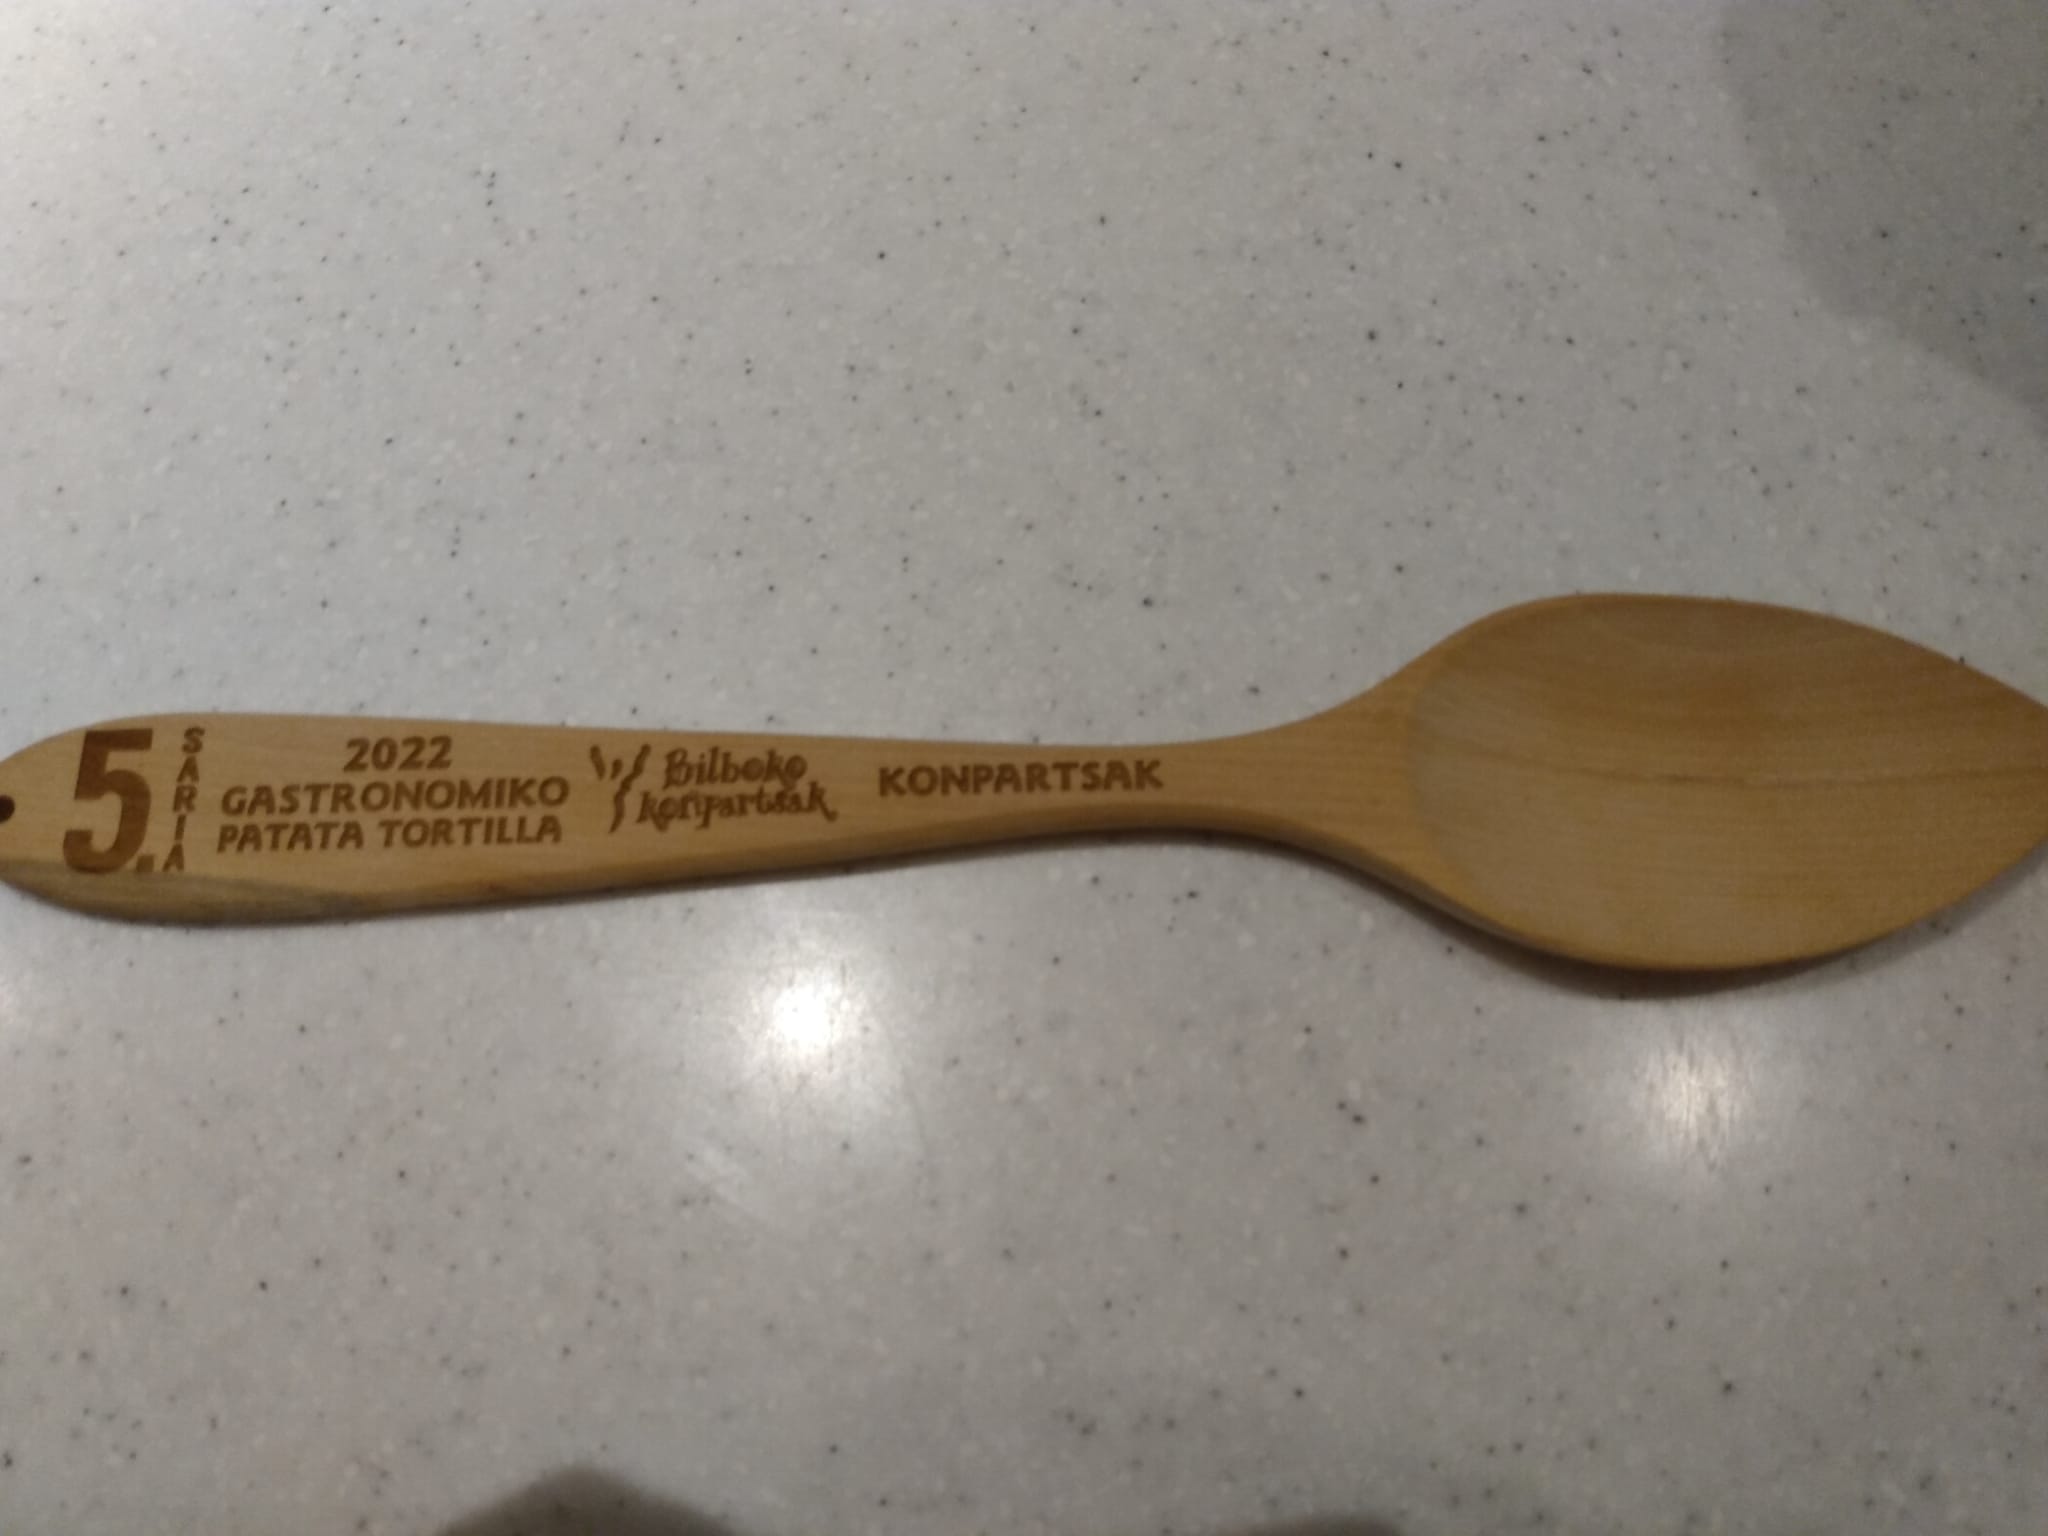 5.
SARIA
2022
GASTRONOMIKO
PATATA TORTILLA
Bilboko
konpartsak
KONPARTSAK